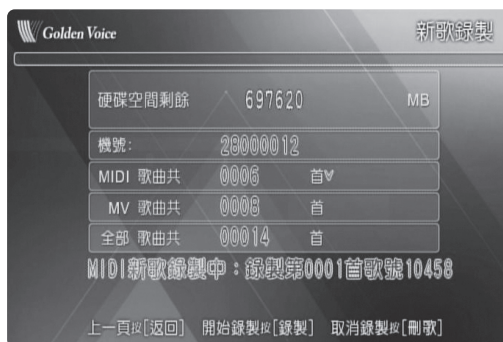 Golden Voice 新歌錄製
硬碟空間剩餘 697620 MB
機號: 28000012
MIDI 歌曲共 0006 首
MV 歌曲共 0008 首
全部 歌曲共 00014 首
MIDI新歌錄製中：錄製第0001首歌號10458
上一頁按[返回] 開始錄製按[錄製] 取消錄製按[刪歌]